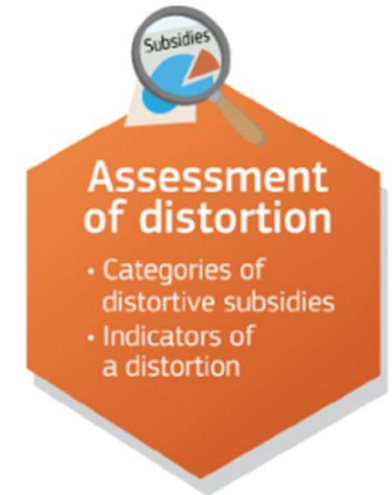 Subsidies
Assessment
of distortion
• Categories of
distortive subsidies
• Indicators of
a distortion